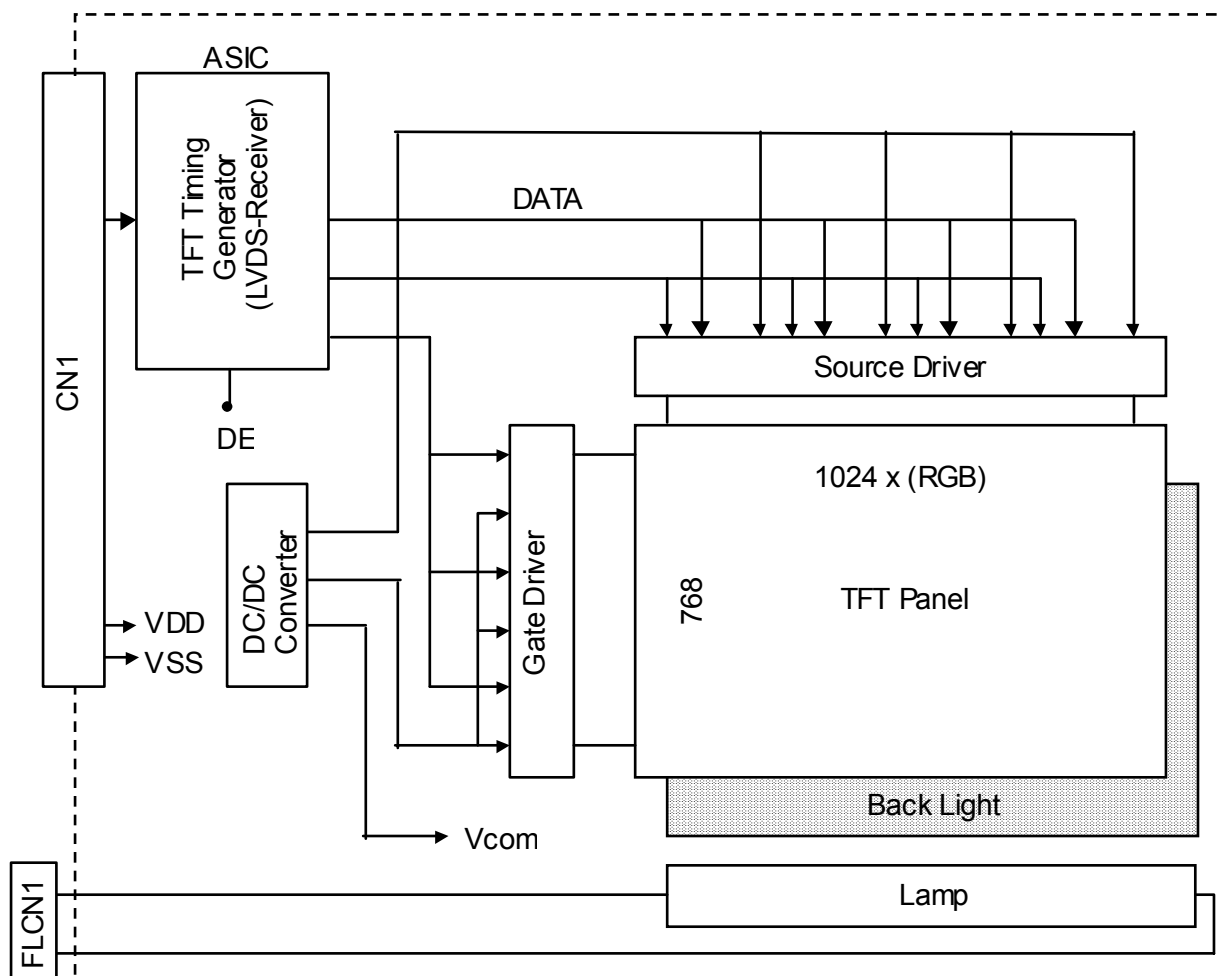 ASIC
TFT Timing
Generator
(LVDS-Receiver)
CN1
DATA
Source Driver
DE
1024 x (RGB)
768
TFT Panel
Gate Driver
DC/DC
Converter
VDD
VSS
Back Light
Vcom
Lamp
FLCN1